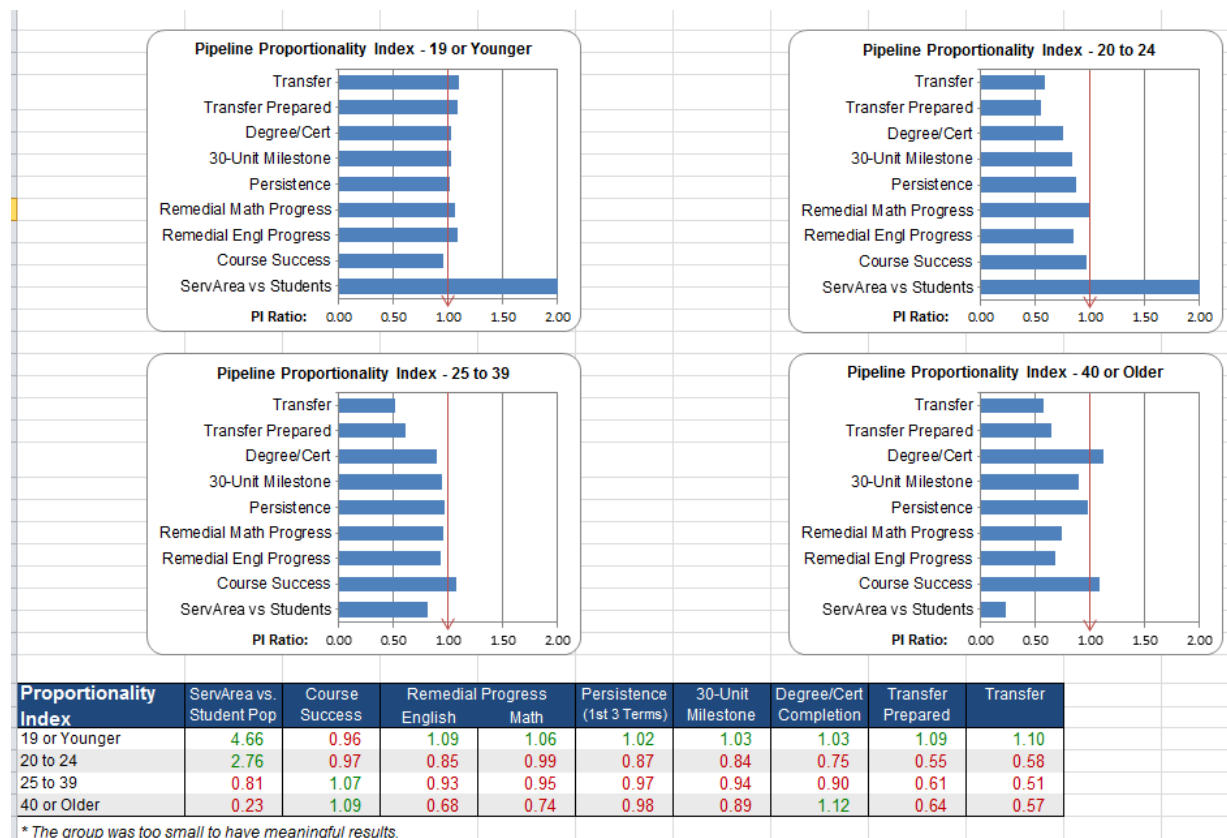 Pipeline Proportionality Index - 19 or Younger
Transfer
Transfer Prepared
Degree/Cert
30-Unit Milestone
Persistence
Remedial Math Progress
Remedial Engl Progress
Course Success
ServArea vs Students
PI Ratio: 0.00 0.50 1.00 1.50 2.00
Pipeline Proportionality Index - 20 to 24
Transfer
Transfer Prepared
Degree/Cert
30-Unit Milestone
Persistence
Remedial Math Progress
Remedial Engl Progress
Course Success
ServArea vs Students
PI Ratio: 0.00 0.50 1.00 1.50 2.00
Pipeline Proportionality Index - 25 to 39
Transfer
Transfer Prepared
Degree/Cert
30-Unit Milestone
Persistence
Remedial Math Progress
Remedial Engl Progress
Course Success
ServArea vs Students
PI Ratio: 0.00 0.50 1.00 1.50 2.00
Pipeline Proportionality Index - 40 or Older
Transfer
Transfer Prepared
Degree/Cert
30-Unit Milestone
Persistence
Remedial Math Progress
Remedial Engl Progress
Course Success
ServArea vs Students
PI Ratio: 0.00 0.50 1.00 1.50 2.00
Proportionality ServArea vs. Course Remedial Progress Persistence 30-Unit Degree/Cert Transfer Transfer
Index Student Pop Success English Math (1st 3 Terms) Milestone Completion Prepared
19 or Younger 4.66 0.96 1.09 1.06 1.02 1.03 1.03 1.09 1.10
20 to 24 2.76 0.97 0.85 0.99 0.87 0.84 0.75 0.55 0.58
25 to 39 0.81 1.07 0.93 0.95 0.97 0.94 0.90 0.61 0.51
40 or Older 0.23 1.09 0.68 0.74 0.98 0.89 1.12 0.64 0.57
* The group was too small to have meaningful results.